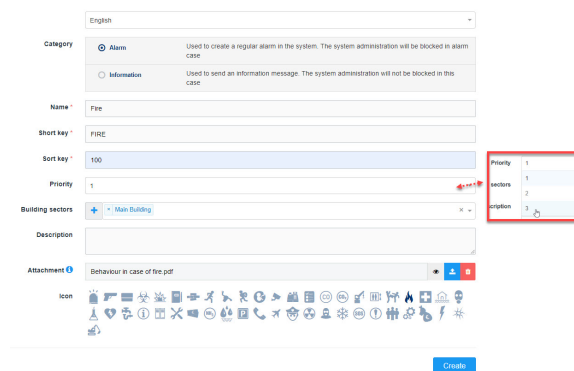 English
Category
Alarm
Used to create a regular alarm in the system. The system administration will be blocked in alarm
case
Information
Used to send an information message. The system administration will not be blocked in this
case
Name *
Fire
Short key *
FIRE
Sort key *
100
Priority
1
Building sectors
+ × Main Building
Description
Attachment
Behaviour in case of fire.pdf
Icon
Create
Priority
1
1
sectors
2
cription
3